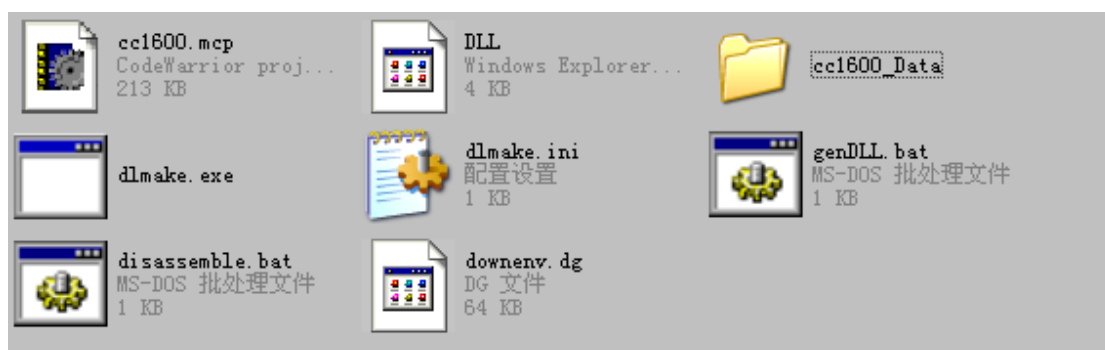 cc1600.mcp
CodeWarrior proj...
213 KB
DLL
Windows Explorer...
4 KB
cc1600_Data
dlmake.exe
dlmake.ini
配置设置
1 KB
genDLL.bat
MS-DOS 批处理文件
1 KB
disassemble.bat
MS-DOS 批处理文件
1 KB
downenv.dg
DG 文件
64 KB